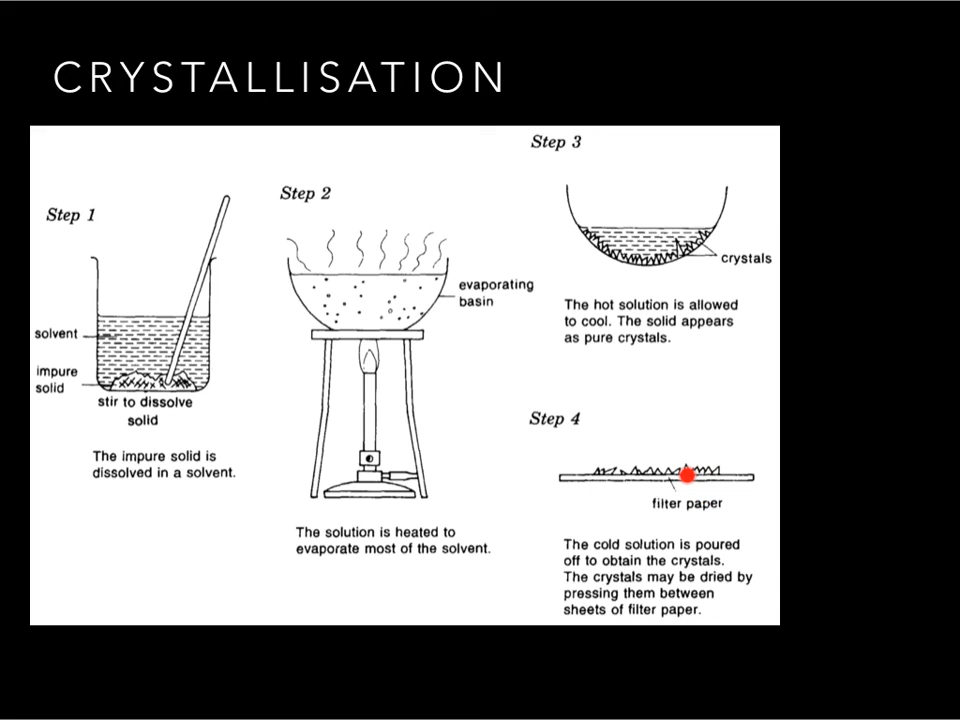 CRYSTALLISATION
Step 1
solvent
impure
solid
stir to dissolve
solid
The impure solid is
dissolved in a solvent.
Step 2
evaporating
basin
The solution is heated to
evaporate most of the solvent.
Step 3
crystals
The hot solution is allowed
to cool. The solid appears
as pure crystals.
Step 4
filter paper
The cold solution is poured
off to obtain the crystals.
The crystals may be dried by
pressing them between
sheets of filter paper.